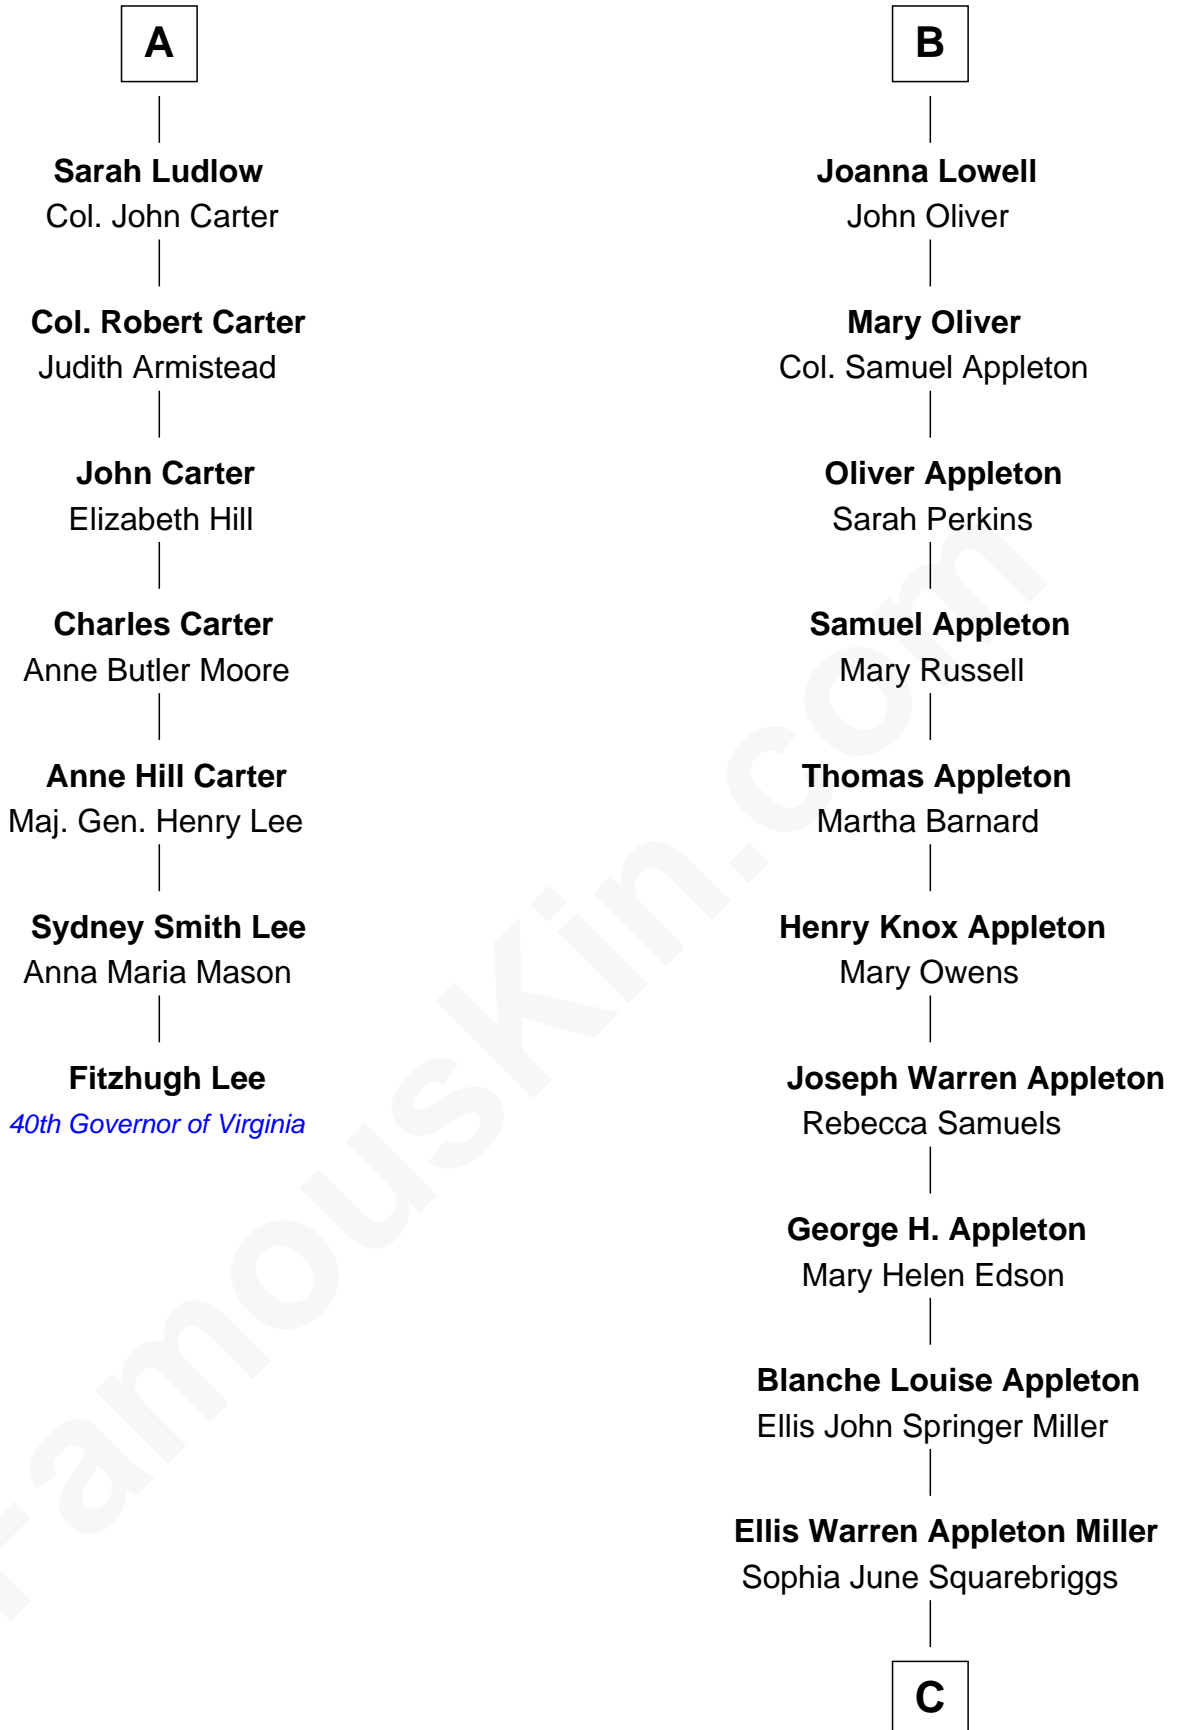 A
Sarah Ludlow
Col. John Carter
Col. Robert Carter
Judith Armistead
John Carter
Elizabeth Hill
Charles Carter
Anne Butler Moore
Anne Hill Carter
Maj. Gen. Henry Lee
Sydney Smith Lee
Anna Maria Mason
Fitzhugh Lee
40th Governor of Virginia
B
Joanna Lowell
John Oliver
Mary Oliver
Col. Samuel Appleton
Oliver Appleton
Sarah Perkins
Samuel Appleton
Mary Russell
Thomas Appleton
Martha Barnard
Henry Knox Appleton
Mary Owens
Joseph Warren Appleton
Rebecca Samuels
George H. Appleton
Mary Helen Edson
Blanche Louise Appleton
Ellis John Springer Miller
Ellis Warren Appleton Miller
Sophia June Squarebriggs
C
FamousKin.com